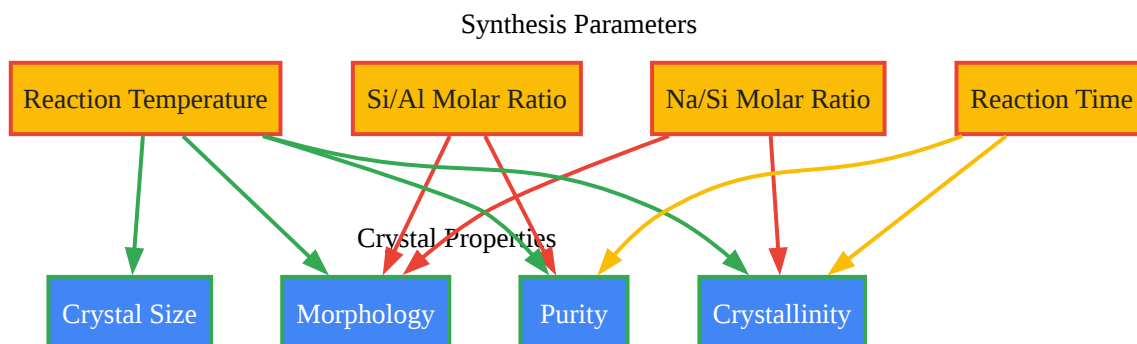 Synthesis Parameters
Reaction Temperature
Si/Al Molar Ratio
Na/Si Molar Ratio
Reaction Time
Crystal Properties
Crystal Size
Morphology
Purity
Crystallinity